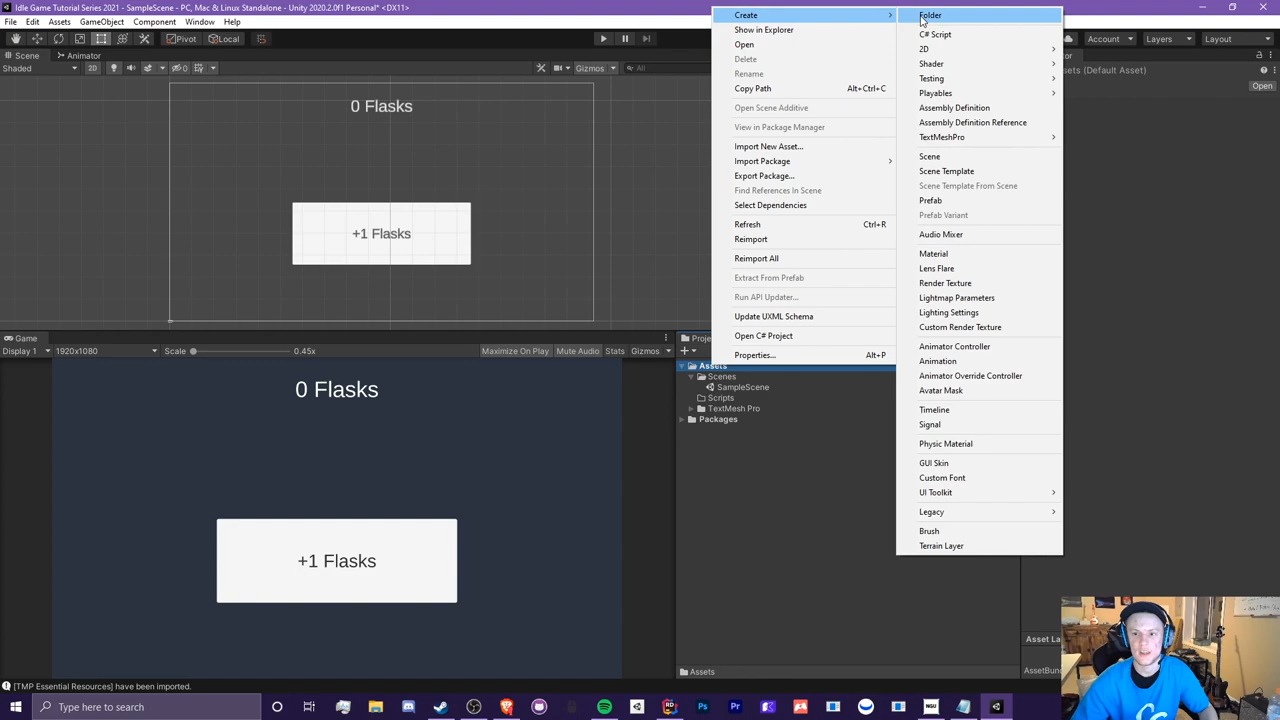 Idle Game Tutorial Series 2021 - SampleScene - PC, Mac & Linux Standalone - Unity 2020.2.0f1 Personal* <DX11>
File Edit Assets GameObject Component Window Help
Pivot Local
Account Layers Layout
Scene Animator
Shaded 2D 0 Gizmos All
0 Flasks
+1 Flasks
Game
Display 1 1920x1080 Scale 0.45x Maximize On Play Mute Audio Stats Gizmos
0 Flasks
+1 Flasks
[TMP Essential Resources] have been imported.
Create
Show in Explorer
Open
Delete
Rename
Copy Path Alt+Ctrl+C
Open Scene Additive
View in Package Manager
Import New Asset...
Import Package
Export Package...
Find References In Scene
Select Dependencies
Refresh Ctrl+R
Reimport
Reimport All
Extract From Prefab
Run API Updater...
Update UXML Schema
Open C# Project
Properties... Alt+P
Folder
C# Script
2D
Shader
Testing
Playables
Assembly Definition
Assembly Definition Reference
TextMeshPro
Scene
Scene Template
Scene Template From Scene
Prefab
Prefab Variant
Audio Mixer
Material
Lens Flare
Render Texture
Lightmap Parameters
Lighting Settings
Custom Render Texture
Animator Controller
Animation
Animator Override Controller
Avatar Mask
Timeline
Signal
Physic Material
GUI Skin
Custom Font
UI Toolkit
Legacy
Brush
Terrain Layer
Assets
Scenes
SampleScene
Scripts
TextMesh Pro
Packages
Assets
(Default Asset)
Open
Type here to search